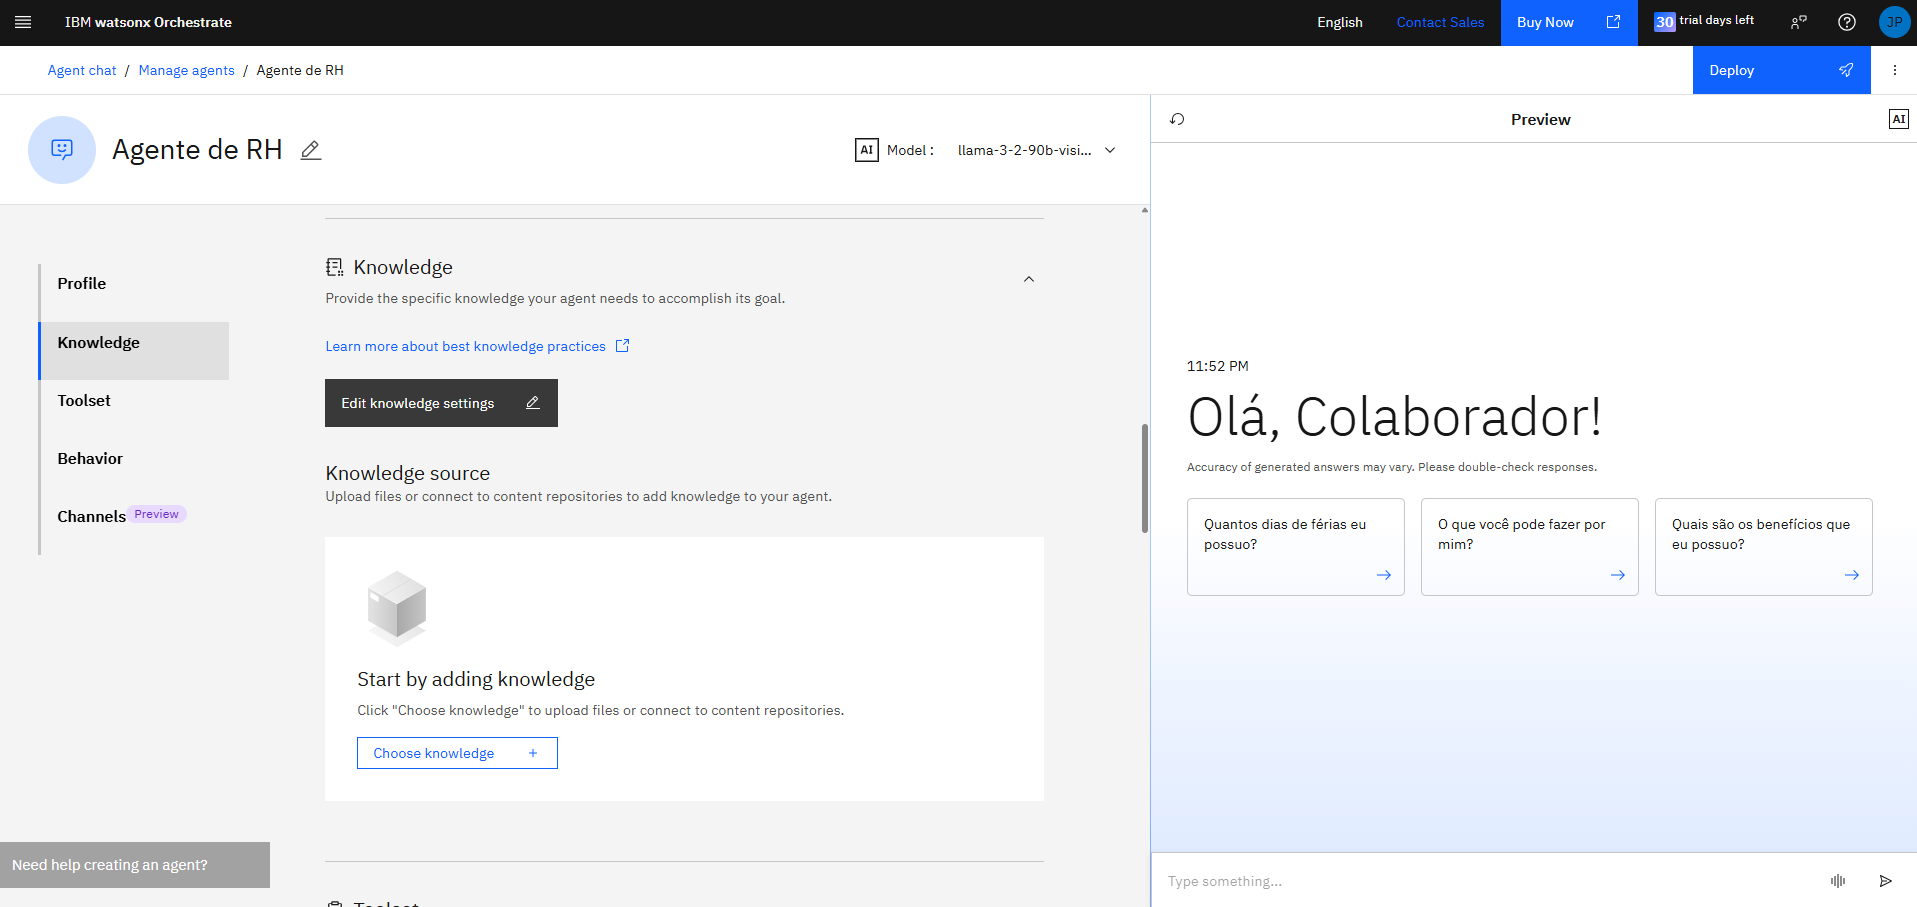 IBM watsonx Orchestrate
English
Contact Sales
Buy Now
30 trial days left
JP
Agent chat / Manage agents / Agente de RH
Deploy
Agente de RH
AI Model : llama-3-2-90b-visi...
Profile
Knowledge
Toolset
Behavior
Channels Preview
Need help creating an agent?
Knowledge
Provide the specific knowledge your agent needs to accomplish its goal.
Learn more about best knowledge practices
Edit knowledge settings
Knowledge source
Upload files or connect to content repositories to add knowledge to your agent.
Start by adding knowledge
Click "Choose knowledge" to upload files or connect to content repositories.
Choose knowledge +
Toolset
Preview
AI
11:52 PM
Olá, Colaborador!
Accuracy of generated answers may vary. Please double-check responses.
Quantos dias de férias eu
possuo?
O que você pode fazer por
mim?
Quais são os benefícios que
eu possuo?
Type something...